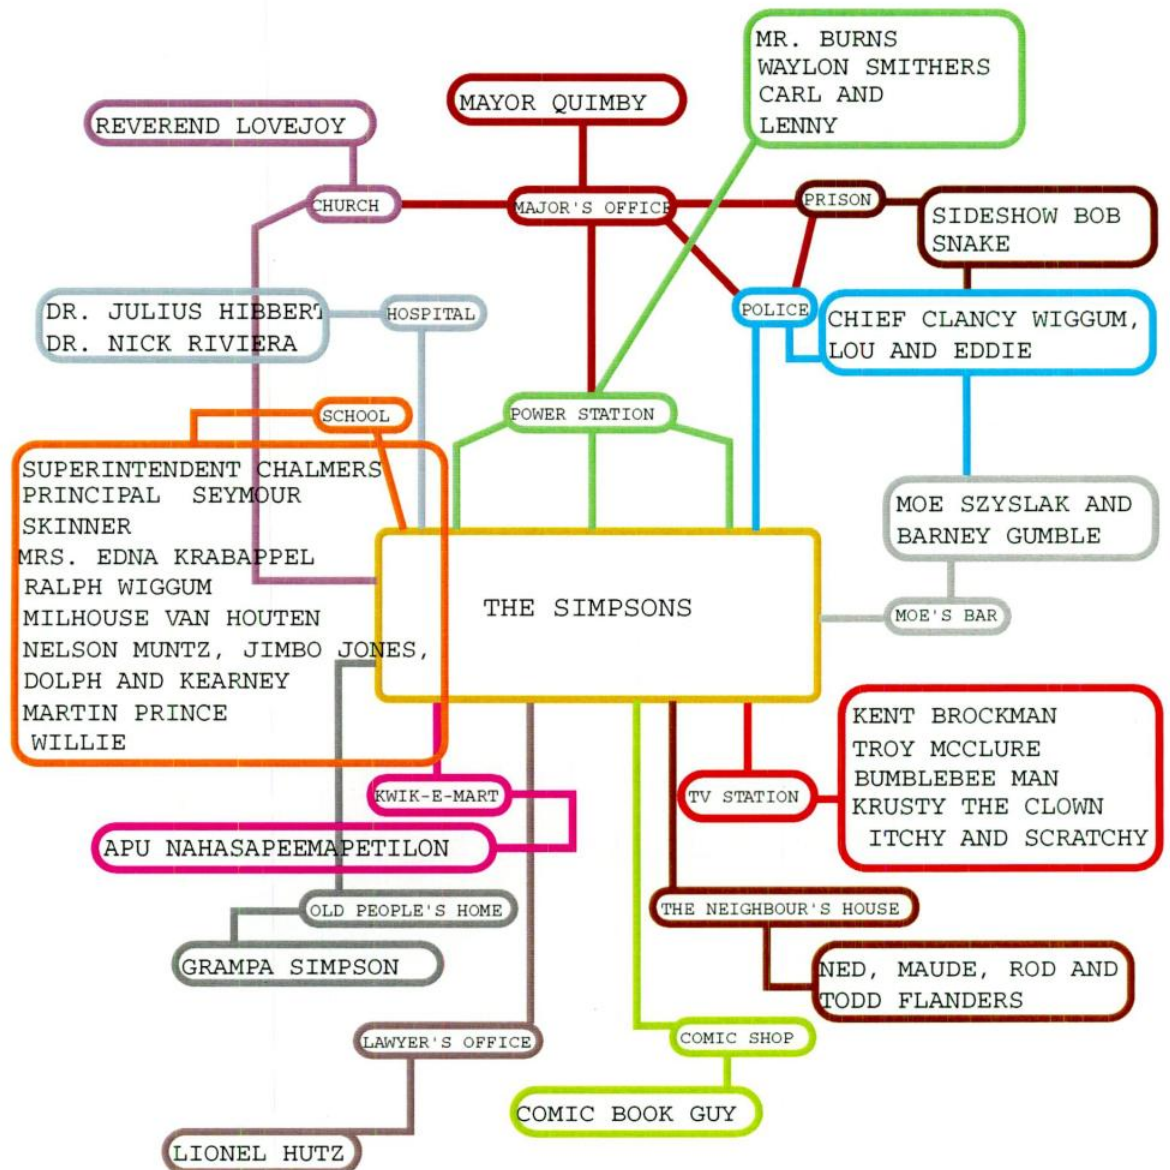 MR. BURNS
WAYLON SMITHERS
CARL AND
LENNY
MAYOR QUIMBY
REVEREND LOVEJOY
CHURCH
MAJOR'S OFFICE
PRISON
SIDESHOW BOB
SNAKE
DR. JULIUS HIBBERT
DR. NICK RIVIERA
HOSPITAL
POLICE
CHIEF CLANCY WIGGUM,
LOU AND EDDIE
SCHOOL
POWER STATION
SUPERINTENDENT CHALMERS
PRINCIPAL SEYMOUR
SKINNER
MRS. EDNA KRABAPPEL
RALPH WIGGUM
MILHOUSE VAN HOUTEN
NELSON MUNTZ, JIMBO JONES,
DOLPH AND KEARNEY
MARTIN PRINCE
WILLIE
MOE SZYSLAK AND
BARNEY GUMBLE
THE SIMPSONS
MOE'S BAR
KENT BROCKMAN
TROY MCCLURE
BUMBLEBEE MAN
KRUSTY THE CLOWN
ITCHY AND SCRATCHY
KWIK-E-MART
TV STATION
APU NAHASAPEEMAPETILON
OLD PEOPLE'S HOME
THE NEIGHBOUR'S HOUSE
GRAMPA SIMPSON
NED, MAUDE, ROD AND
TODD FLANDERS
LAWYER'S OFFICE
COMIC SHOP
COMIC BOOK GUY
LIONEL HUTZ